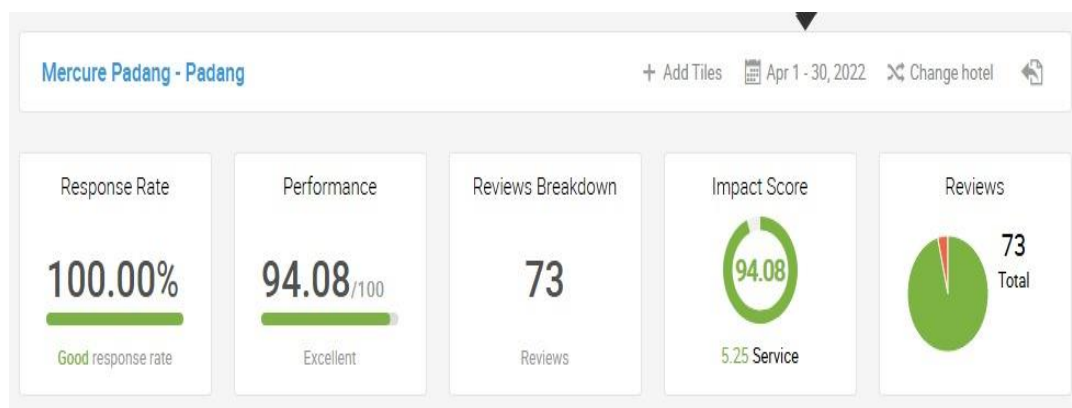 Mercure Padang - Padang
+ Add Tiles
Apr 1 - 30, 2022
Change hotel
Response Rate
100.00%
Good response rate
Performance
94.08/100
Excellent
Reviews Breakdown
73
Reviews
Impact Score
94.08
5.25 Service
Reviews
73
Total